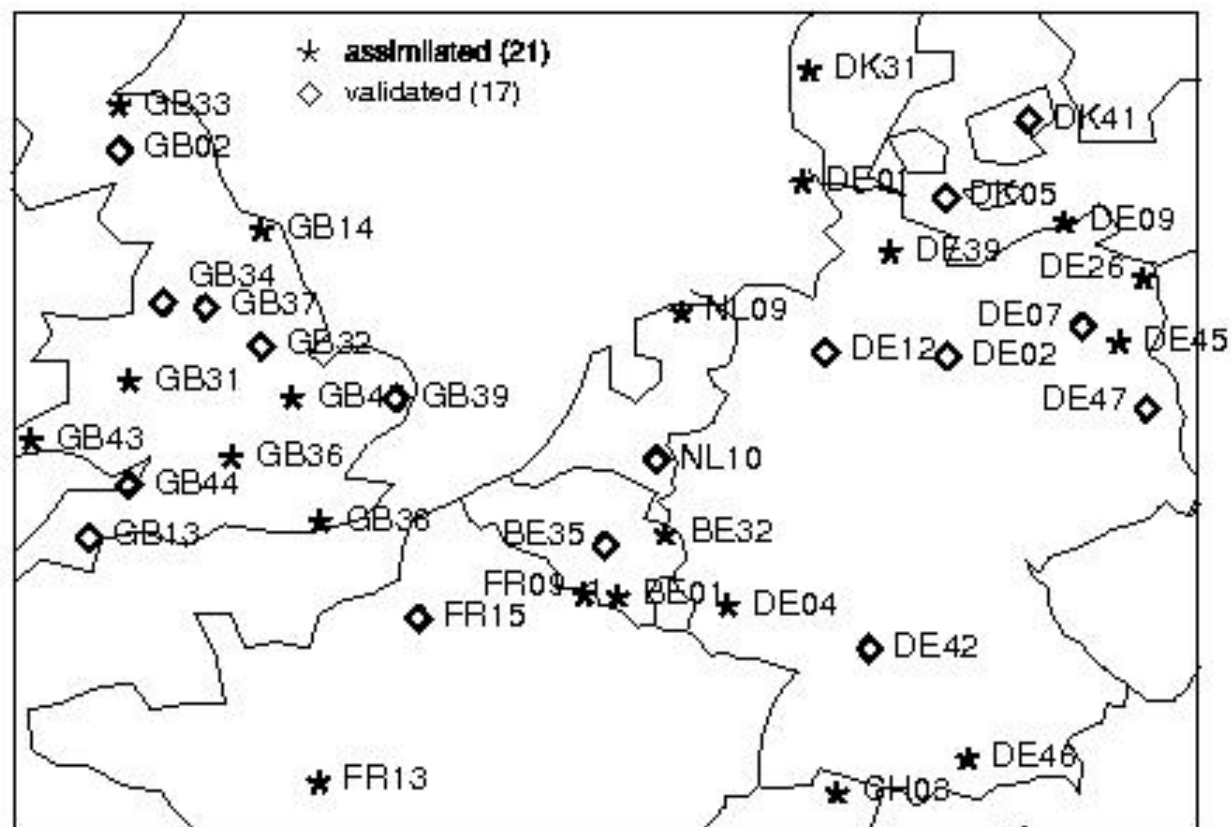 assimilated (21)
validated (17)
DK31
GB33
DK41
GB02
DE01
DK05
DE09
GB14
DE39
DE26
GB34
GB37
NL09
DE07
DE45
GB32
DE12
DE02
GB31
GB39
DE47
GB43
GB36
NL10
GB44
GB13
GB38
BE35
BE32
FR09
BE01
DE04
FR15
DE42
DE46
FR13